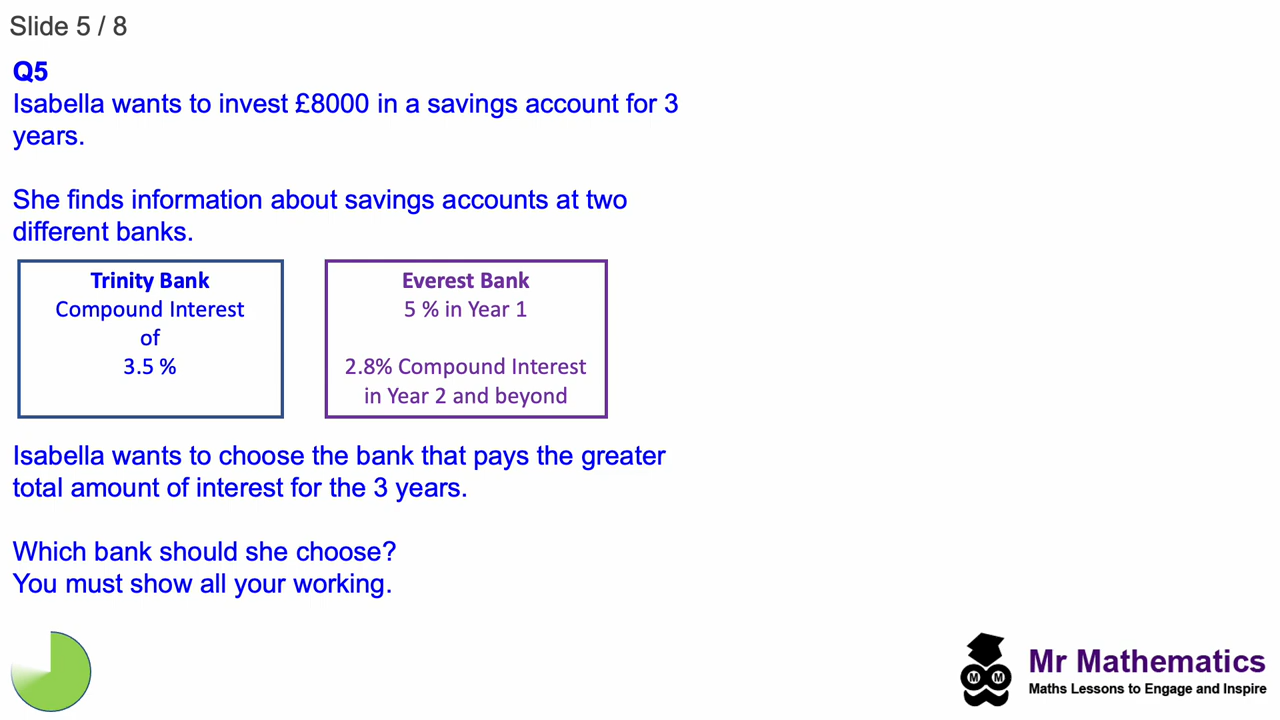 Slide 5 / 8
Q5
Isabella wants to invest £8000 in a savings account for 3
years.
She finds information about savings accounts at two
different banks.
Trinity Bank
Compound Interest
of
3.5 %
Everest Bank
5 % in Year 1
2.8% Compound Interest
in Year 2 and beyond
Isabella wants to choose the bank that pays the greater
total amount of interest for the 3 years.
Which bank should she choose?
You must show all your working.
M M
Mr Mathematics
Maths Lessons to Engage and Inspire